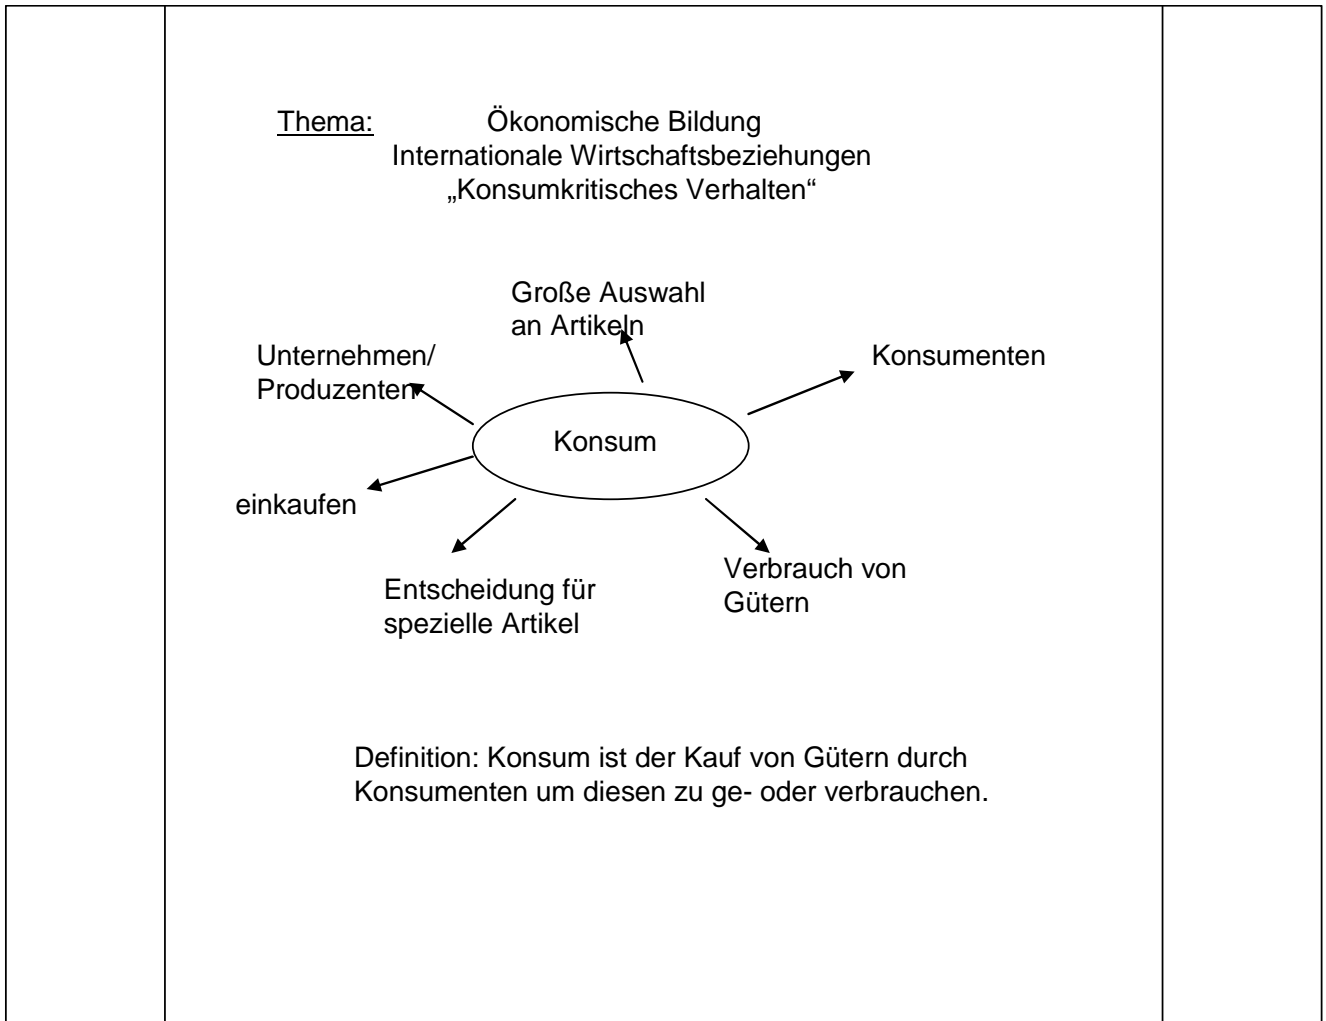 Thema: Ökonomische Bildung
Internationale Wirtschaftsbeziehungen
„Konsumkritisches Verhalten“
Große Auswahl
an Artikeln
Unternehmen/
Produzenten
Konsumenten
Konsum
einkaufen
Entscheidung für
spezielle Artikel
Verbrauch von
Gütern
Definition: Konsum ist der Kauf von Gütern durch
Konsumenten um diesen zu ge- oder verbrauchen.